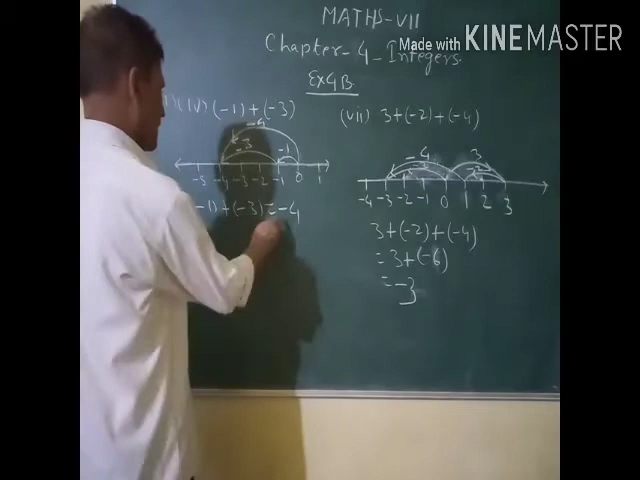 MATHS-VII
Chapter-4-Integers
Made with KINEMASTER
Ex4B
(iv) (-1)+(-3)
-4
-3
-1
-5 -4 -3 -2 -1 0 1
-1)+(-3)=-4
(vii) 3+(-2)+(-4)
-4
3
-4 -3 -2 -1 0 1 2 3
3+(-2)+(-4)
=3+(-6)
=-3